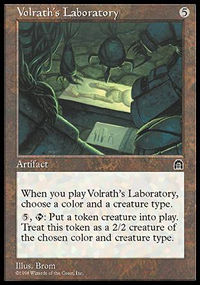 Volrath's Laboratory 5
Artifact
When you play Volrath's Laboratory,
choose a color and a creature type.
5, : Put a token creature into play.
Treat this token as a 2/2 creature
of the chosen color and creature type.
Illus. Brom
©1998 Wizards of the Coast, Inc.